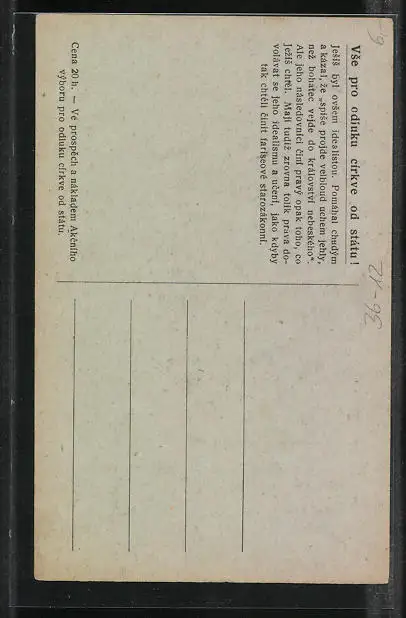 Vše pro odluku církve od státu!
Ježíš byl ovšem idealistou. Pomáhal chudým
a kázal, že „spíše projde velbloud uchem jehly,
než bohatec vejde do království nebeského“.
Ale jeho následovníci činí pravý opak toho, co
Ježíš chtěl. Mají tudíž zrovna tolik práva do-
volávat se jeho idealismu a učení, jako kdyby
tak chtěli činit fariseové starozákonní.
Cena 20 h. — Ve prospěch a nákladem Akčního
výboru pro odluku církve od státu.